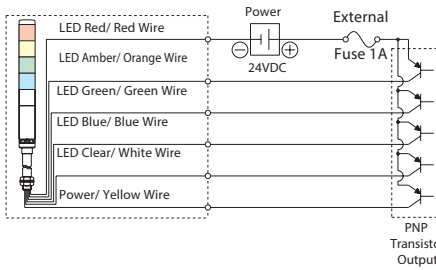 Power
External
LED Red/ Red Wire
Fuse 1A
LED Amber/ Orange Wire
24VDC
LED Green/ Green Wire
LED Blue/ Blue Wire
LED Clear/ White Wire
Power/ Yellow Wire
PNP
Transisto
Output